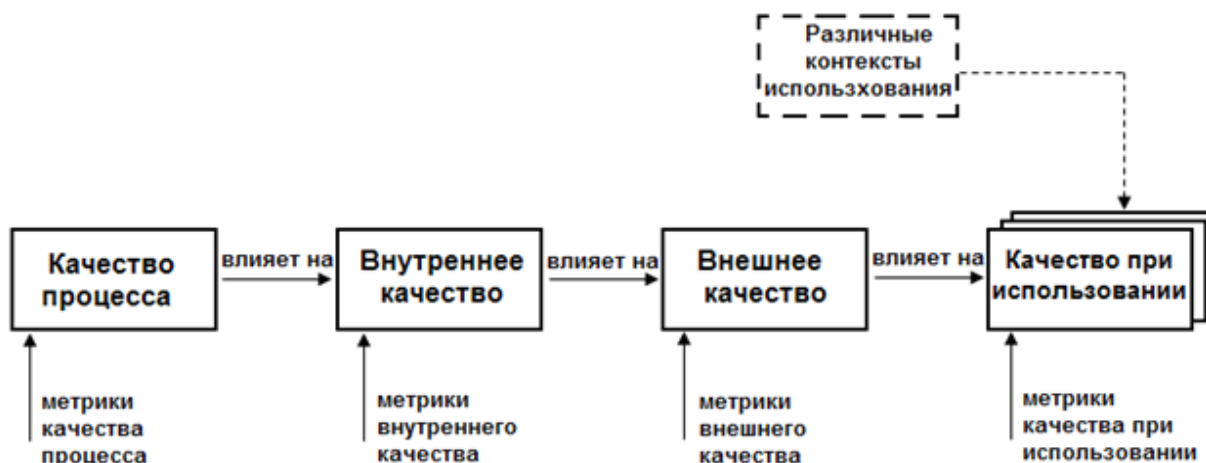 Различные
контексты
использхования
Качество
процесса
влияет на
Внутреннее
качество
влияет на
Внешнее
качество
влияет на
Качество при
использовании
метрики
качества
процесса
метрики
внутреннего
качества
метрики
внешнего
качества
метрики
качества при
использовании